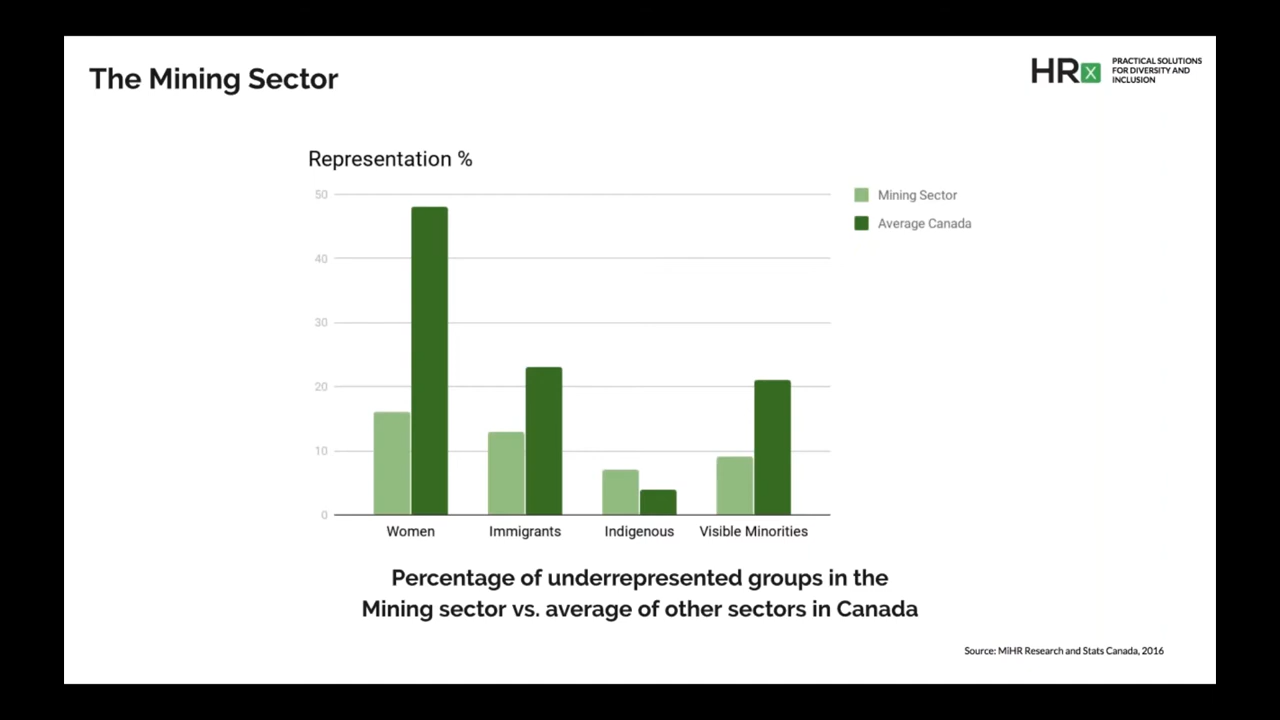 The Mining Sector
HRx
PRACTICAL SOLUTIONS
FOR DIVERSITY AND
INCLUSION
Representation %
50
40
30
20
10
0
Mining Sector
Average Canada
Women
Immigrants
Indigenous
Visible Minorities
Percentage of underrepresented groups in the
Mining sector vs. average of other sectors in Canada
Source: MiHR Research and Stats Canada, 2016